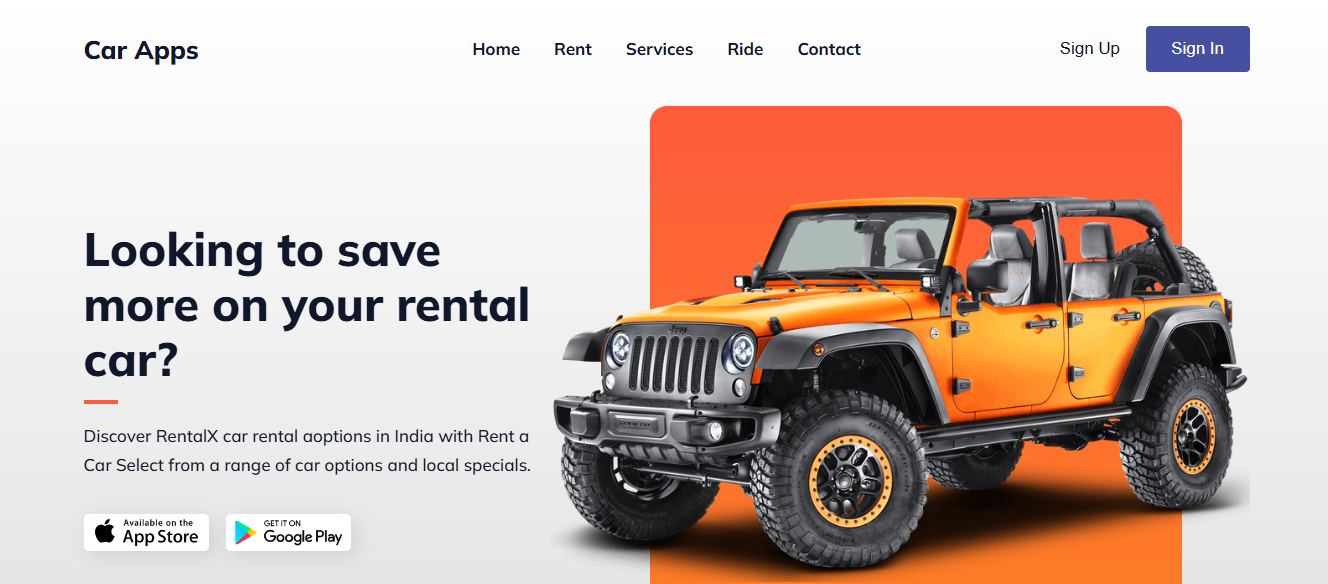 Car Apps
Home Rent Services Ride Contact
Sign Up Sign In
Looking to save
more on your rental
car?
Discover RentalX car rental aoptions in India with Rent a
Car Select from a range of car options and local specials.
Available on the
App Store
GET IT ON
Google Play
Jeep